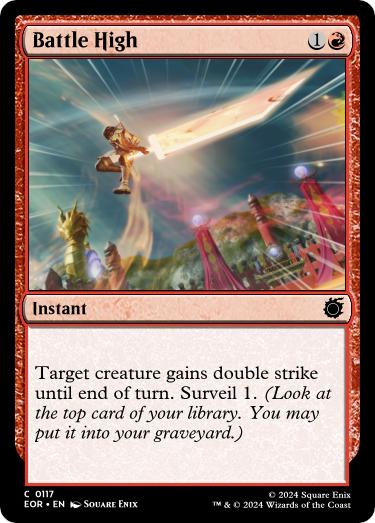 Battle High
1
Instant
Target creature gains double strike
until end of turn. Surveil 1. (Look at
the top card of your library. You may
put it into your graveyard.)
C 0117
EOR • EN Square Enix
© 2024 Square Enix
™ & © 2024 Wizards of the Coast